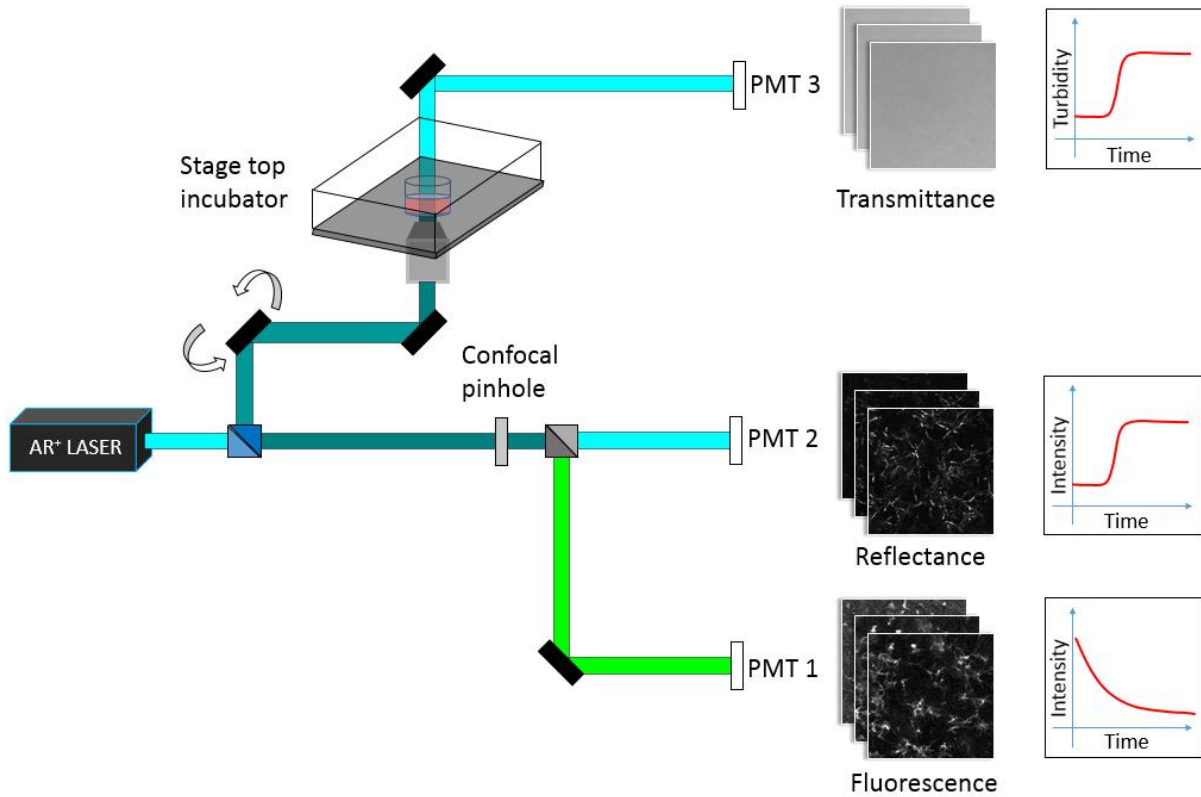 PMT 3
Turbidity
Time
Transmittance
Stage top
incubator
Confocal
pinhole
AR⁺ LASER
PMT 2
Intensity
Time
Reflectance
PMT 1
Intensity
Time
Fluorescence